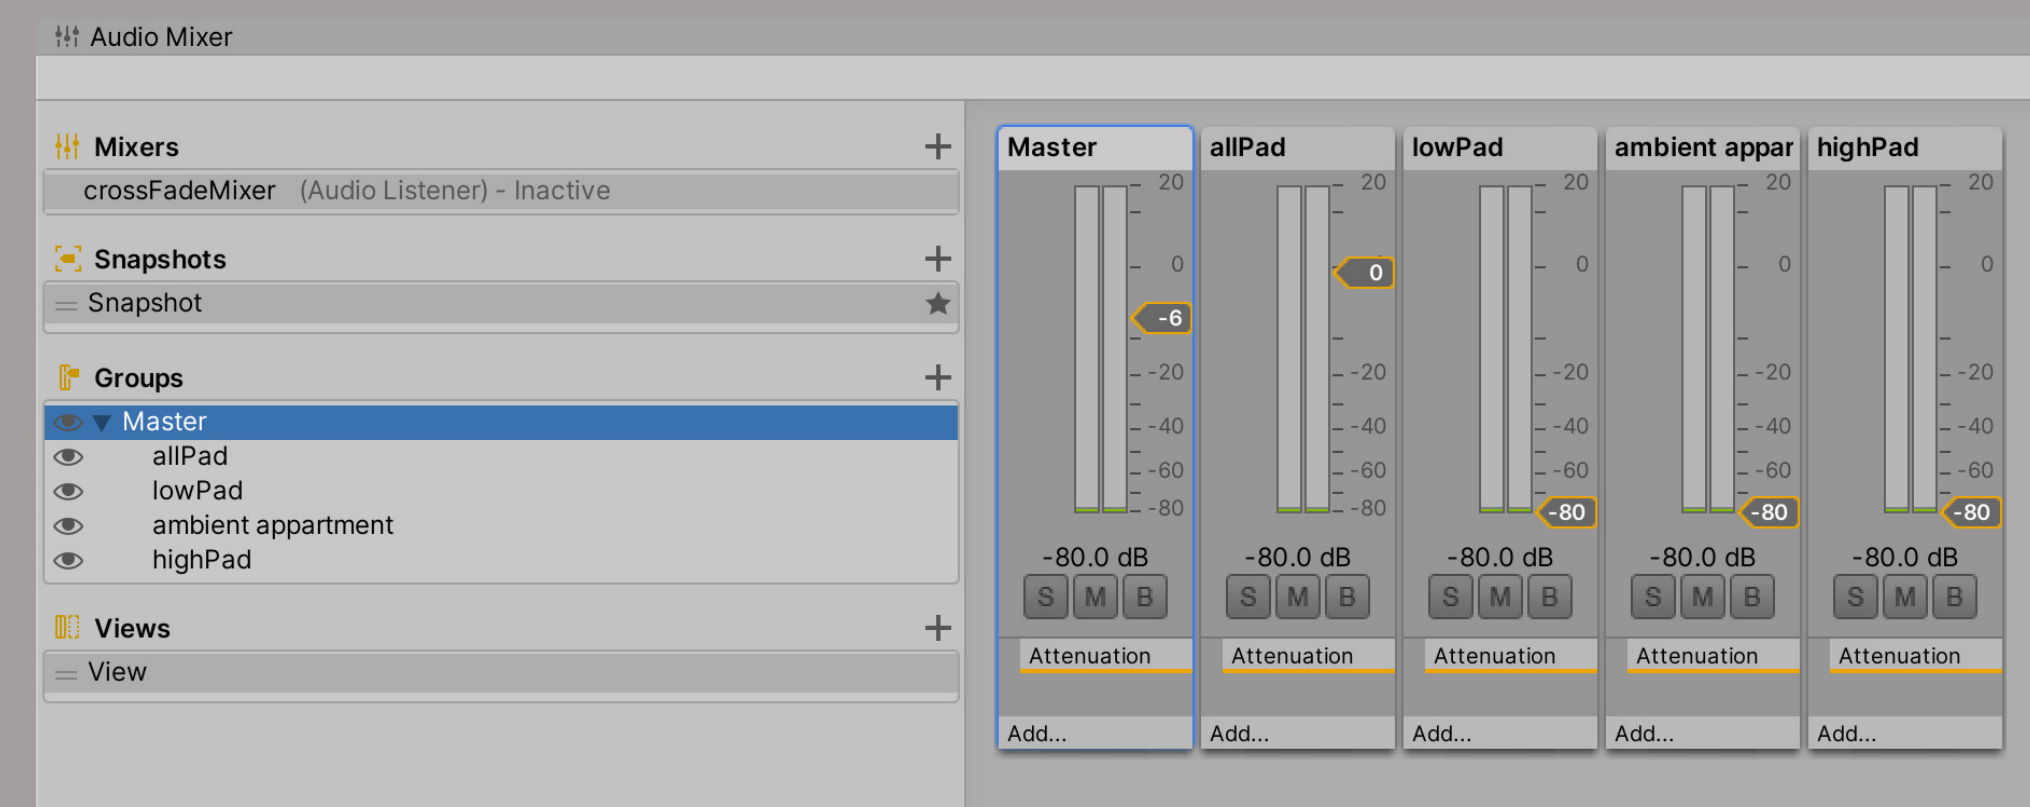 Audio Mixer
Mixers
crossFadeMixer (Audio Listener) - Inactive
Snapshots
Snapshot
Groups
Master
allPad
lowPad
ambient appartment
highPad
Views
View
Master
20
0
-6
-20
-40
-60
-80
-80.0 dB
S M B
Attenuation
Add...
allPad
20
0
-20
-40
-60
-80
-80.0 dB
S M B
Attenuation
Add...
lowPad
20
0
-20
-40
-60
-80
-80.0 dB
S M B
Attenuation
Add...
ambient appar
20
0
-20
-40
-60
-80
-80.0 dB
S M B
Attenuation
Add...
highPad
20
0
-20
-40
-60
-80
-80.0 dB
S M B
Attenuation
Add...